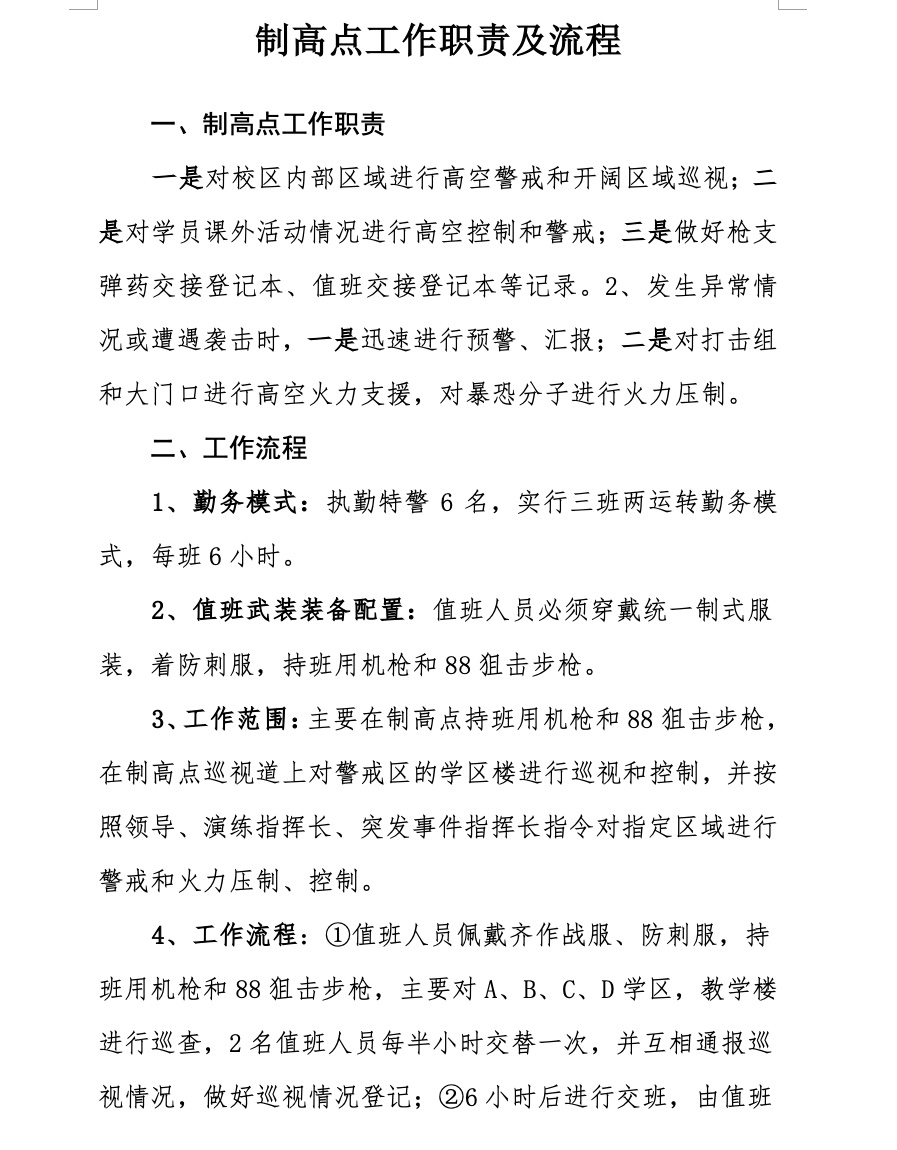 制高点工作职责及流程
一、制高点工作职责
一是对校区内部区域进行高空警戒和开阔区域巡视；二
是对学员课外活动情况进行高空控制和警戒；三是做好枪支
弹药交接登记本、值班交接登记本等记录。2、发生异常情
况或遭遇袭击时，一是迅速进行预警、汇报；二是对打击组
和大门口进行高空火力支援，对暴恐分子进行火力压制。
二、工作流程
1、勤务模式：执勤特警 6 名，实行三班两运转勤务模
式，每班 6 小时。
2、值班武装装备配置：值班人员必须穿戴统一制式服
装，着防刺服，持班用机枪和 88 狙击步枪。
3、工作范围：主要在制高点持班用机枪和 88 狙击步枪，
在制高点巡视道上对警戒区的学区楼进行巡视和控制，并按
照领导、演练指挥长、突发事件指挥长指令对指定区域进行
警戒和火力压制、控制。
4、工作流程：①值班人员佩戴齐作战服、防刺服，持
班用机枪和 88 狙击步枪，主要对 A、B、C、D 学区，教学楼
进行巡查，2 名值班人员每半小时交替一次，并互相通报巡
视情况，做好巡视情况登记；②6 小时后进行交班，由值班